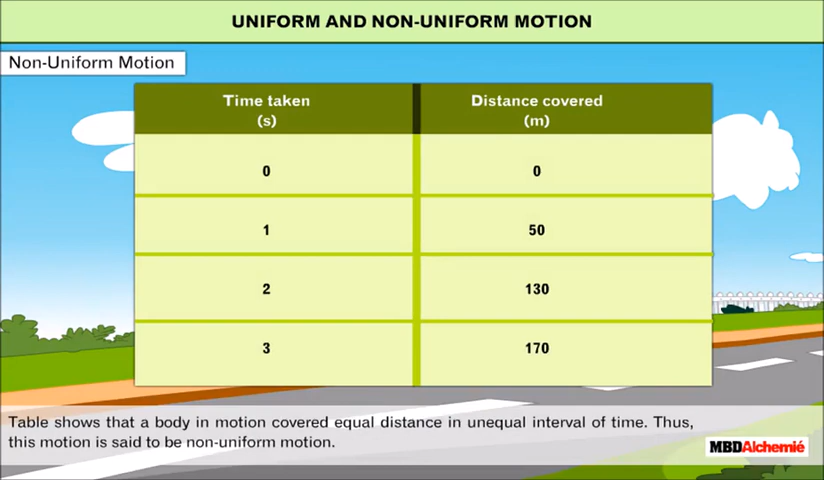 UNIFORM AND NON-UNIFORM MOTION
Non-Uniform Motion
Time taken Distance covered
(s) (m)
0 0
1 50
2 130
3 170
Table shows that a body in motion covered equal distance in unequal interval of time. Thus,
this motion is said to be non-uniform motion.
MBDAlchemié